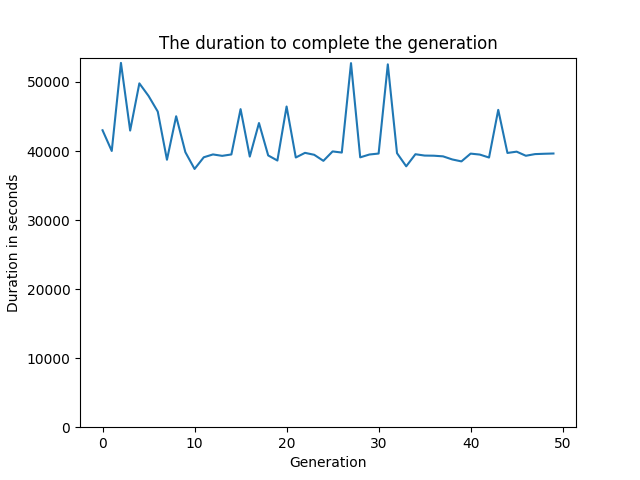 The duration to complete the generation
50000
40000
30000
20000
10000
0
Duration in seconds
0 10 20 30 40 50
Generation